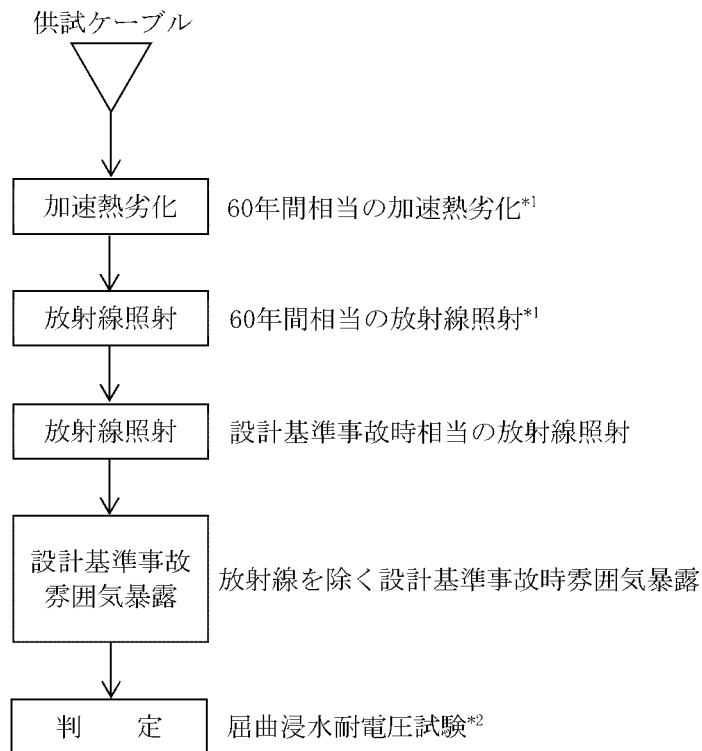 供試ケーブル
加速熱劣化 60年間相当の加速熱劣化*1
放射線照射 60年間相当の放射線照射*1
放射線照射 設計基準事故時相当の放射線照射
設計基準事故
雰囲気暴露
放射線を除く設計基準事故時雰囲気暴露
判　定 屈曲浸水耐電圧試験*2